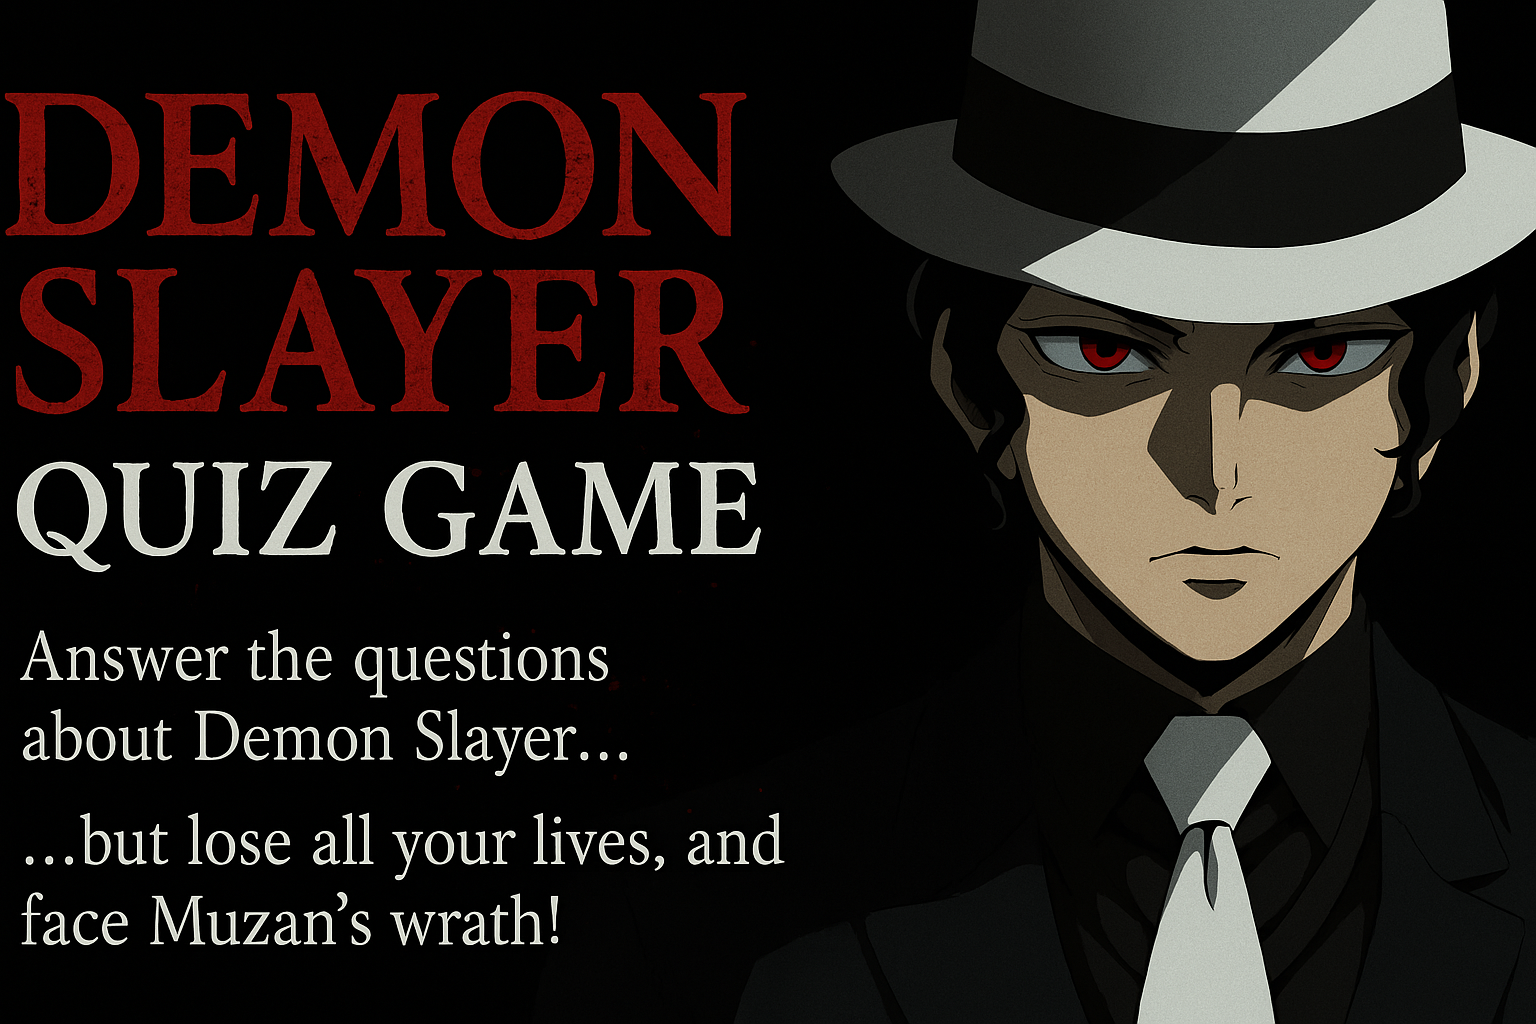 DEMON
SLAYER
QUIZ GAME
Answer the questions
about Demon Slayer...
...but lose all your lives, and
face Muzan’s wrath!